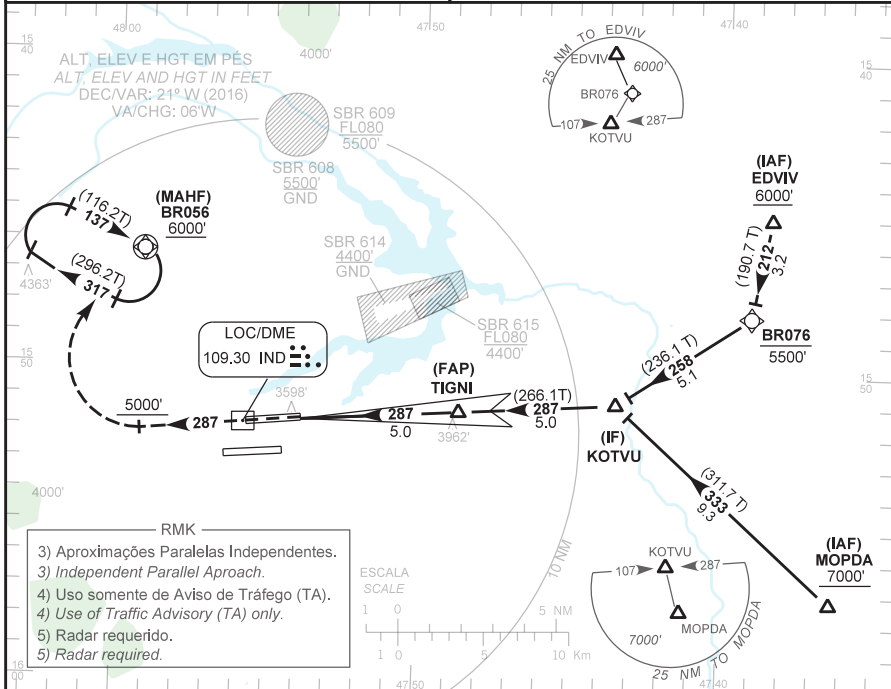 48/00
47/50
47/40
15
40
15
40
ALT, ELEV E HGT EM PÉS
ALT, ELEV AND HGT IN FEET
DEC/VAR: 21° W (2016)
VA/CHG: 06'W
4000'
SBR 609
FL080
5500'
SBR 608
5500'
GND
25 NM TO EDVIV
EDVIV
6000'
BR076
107
287
KOTVU
(IAF)
EDVIV
6000'
(190.7 T)
212
3.2
BR076
5500'
(116.2T)
137
(MAHF)
BR056
6000'
(296.2T)
317
4363'
SBR 614
4400'
GND
SBR 615
FL080
4400'
15
50
15
50
LOC/DME
109.30 IND
3598'
(FAP)
TIGNI
(236.1 T)
258
5.1
5000'
287
287
5.0
3962'
(266.1T)
287
5.0
(IF)
KOTVU
(311.7 T)
333
9.3
(IAF)
MOPDA
7000'
4000'
RMK
3) Aproximações Paralelas Independentes.
3) Independent Parallel Aproach.
4) Uso somente de Aviso de Tráfego (TA).
4) Use of Traffic Advisory (TA) only.
5) Radar requerido.
5) Radar required.
ESCALA
SCALE
1 0 5 NM
1 0 5 10 Km
10 NM
KOTVU
107
287
7000'
MOPDA
25 NM TO MOPDA
16
00
47/50
47/40